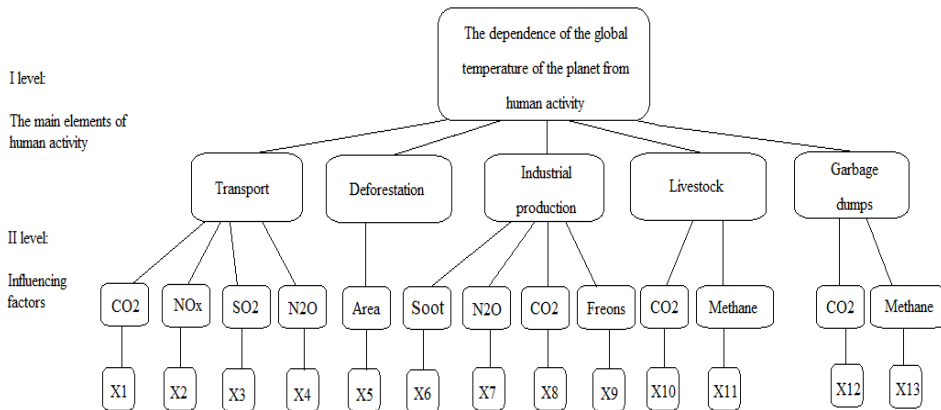 The dependence of the global
temperature of the planet from
human activity
I level:
The main elements of
human activity
Transport
Deforestation
Industrial
production
Livestock
Garbage
dumps
II level:
Influencing
factors
CO2
NOx
SO2
N2O
Area
Soot
N2O
CO2
Freons
CO2
Methane
CO2
Methane
X1
X2
X3
X4
X5
X6
X7
X8
X9
X10
X11
X12
X13